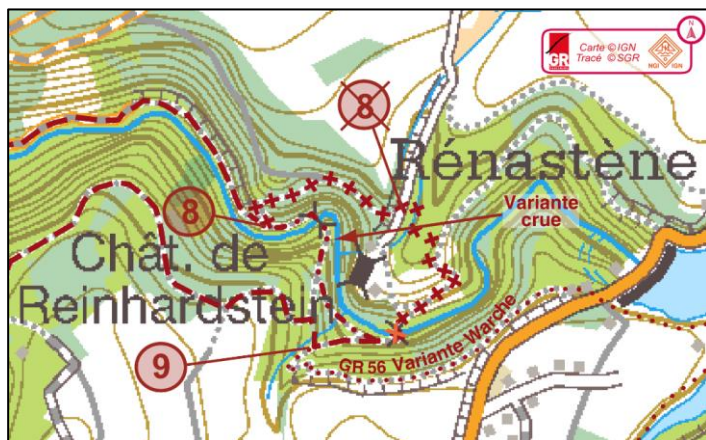 GR
Carte © IGN
Tracé © SGR
NGI IGN
N
8
Rénastène
8
Variante
crue
Chât. de
Reinhardstein
9
GR 56 Variante Warche